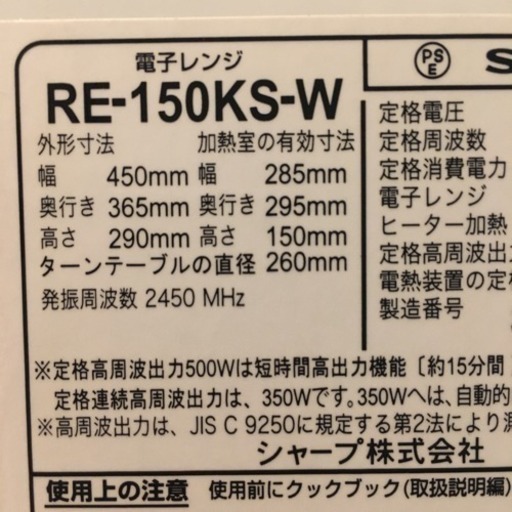 電子レンジ
RE-150KS-W
外形寸法 加熱室の有効寸法
幅 450mm 幅 285mm
奥行き 365mm 奥行き 295mm
高さ 290mm 高さ 150mm
ターンテーブルの直径 260mm
発振周波数 2450 MHz
PS
E
定格電圧
定格周波数
定格消費電力
電子レンジ
ヒーター加熱
定格高周波出力
電熱装置の定格
製造番号
※定格高周波出力500Wは短時間高出力機能〔約15分間
定格連続高周波出力は、350Wです。350Wへは、自動的
※高周波出力は、JIS C 9250に規定する第2法により測
シャープ株式会社
使用上の注意 使用前にクックブック(取扱説明編)